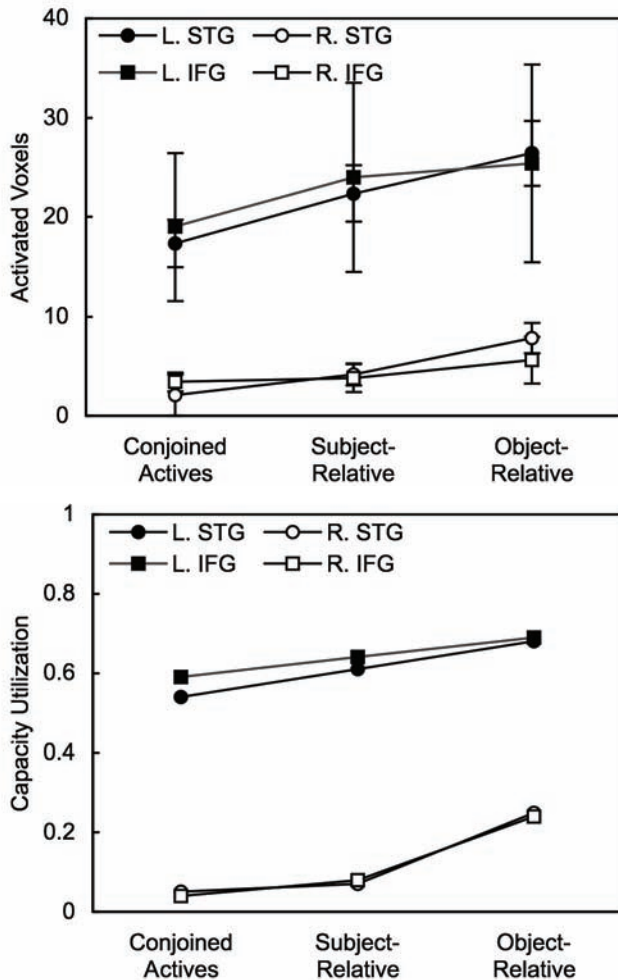 40
L. STG R. STG
L. IFG R. IFG
30
20
10
0
Activated Voxels
Conjoined Subject- Object-
Actives Relative Relative
1
L. STG R. STG
L. IFG R. IFG
0.8
0.6
0.4
0.2
0
Capacity Utilization
Conjoined Subject- Object-
Actives Relative Relative